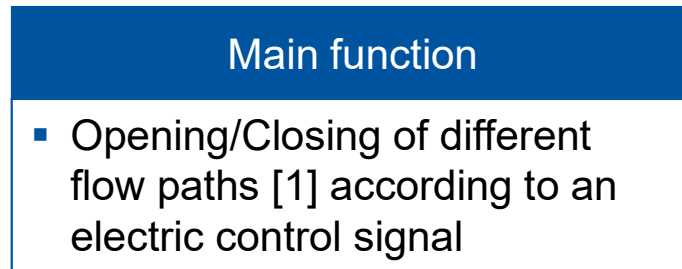 Main function
▪ Opening/Closing of different
flow paths [1] according to an
electric control signal